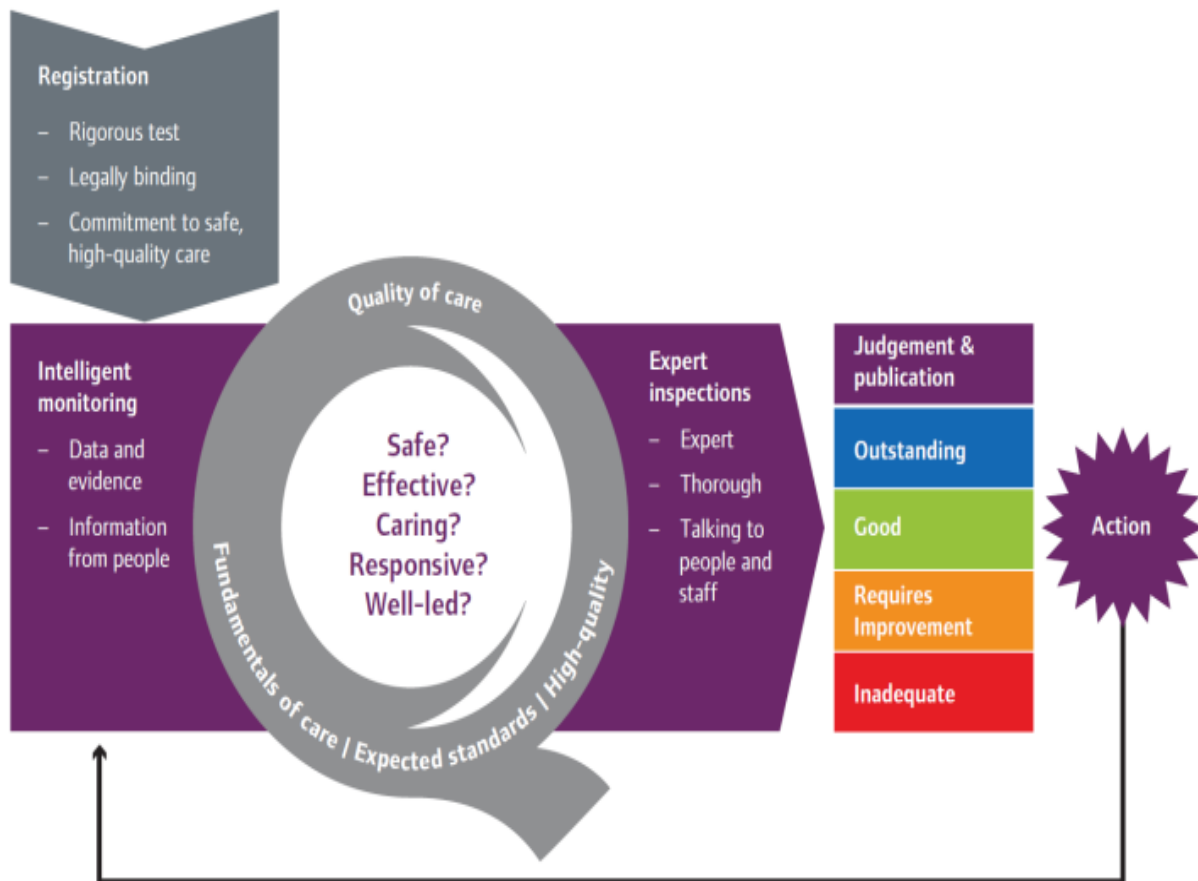 Registration
– Rigorous test
– Legally binding
– Commitment to safe,
high-quality care
Quality of care
Intelligent
monitoring
– Data and
evidence
– Information
from people
Safe?
Effective?
Caring?
Responsive?
Well-led?
Fundamentals of care | Expected standards | High-quality
Expert
inspections
– Expert
– Thorough
– Talking to
people and
staff
Judgement &
publication
Outstanding
Good
Requires
Improvement
Inadequate
Action